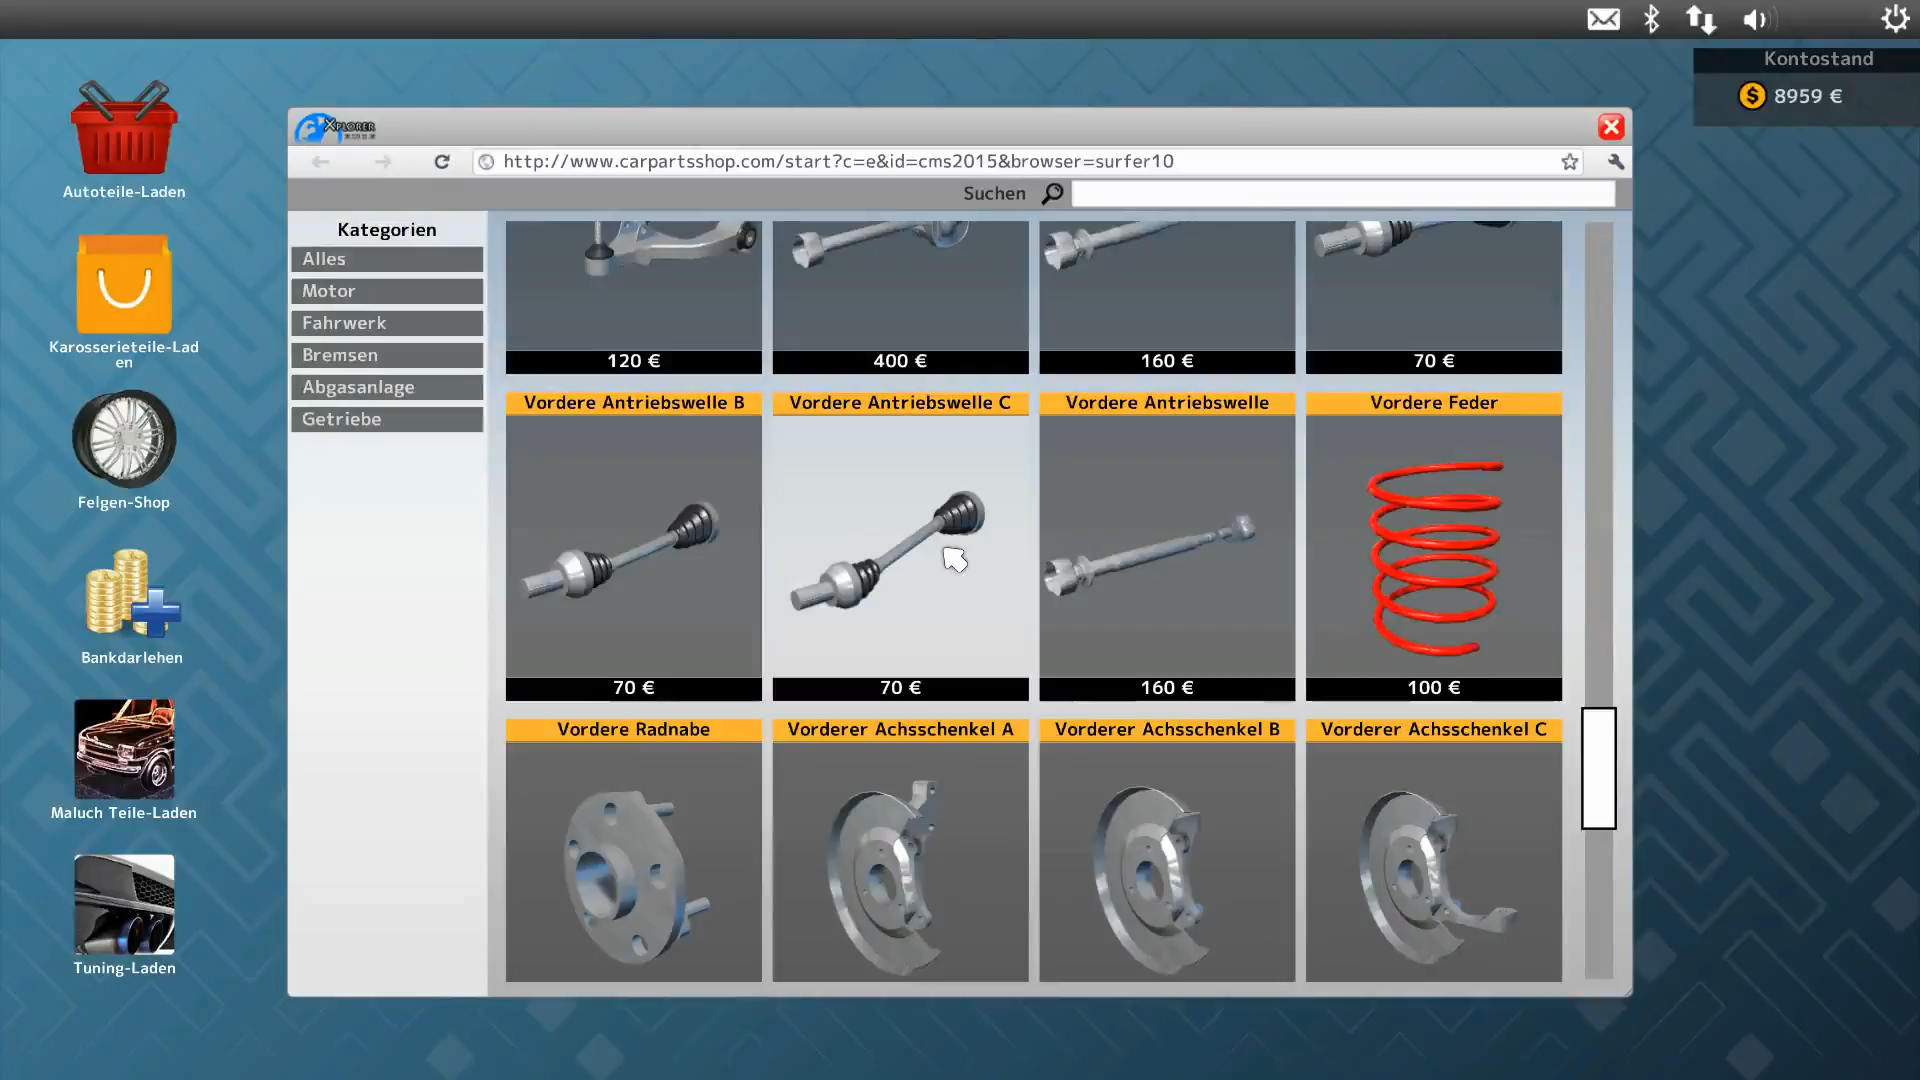 Kontostand
8959 €
Autoteile-Laden
Karosserieteile-Lad
en
Felgen-Shop
Bankdarlehen
Maluch Teile-Laden
Tuning-Laden
XPLORER
http://www.carpartsshop.com/start?c=e&id=cms2015&browser=surfer10
Suchen
Kategorien
Alles
Motor
Fahrwerk
Bremsen
Abgasanlage
Getriebe
120 €
400 €
160 €
70 €
Vordere Antriebswelle B
Vordere Antriebswelle C
Vordere Antriebswelle
Vordere Feder
70 €
70 €
160 €
100 €
Vordere Radnabe
Vorderer Achsschenkel A
Vorderer Achsschenkel B
Vorderer Achsschenkel C